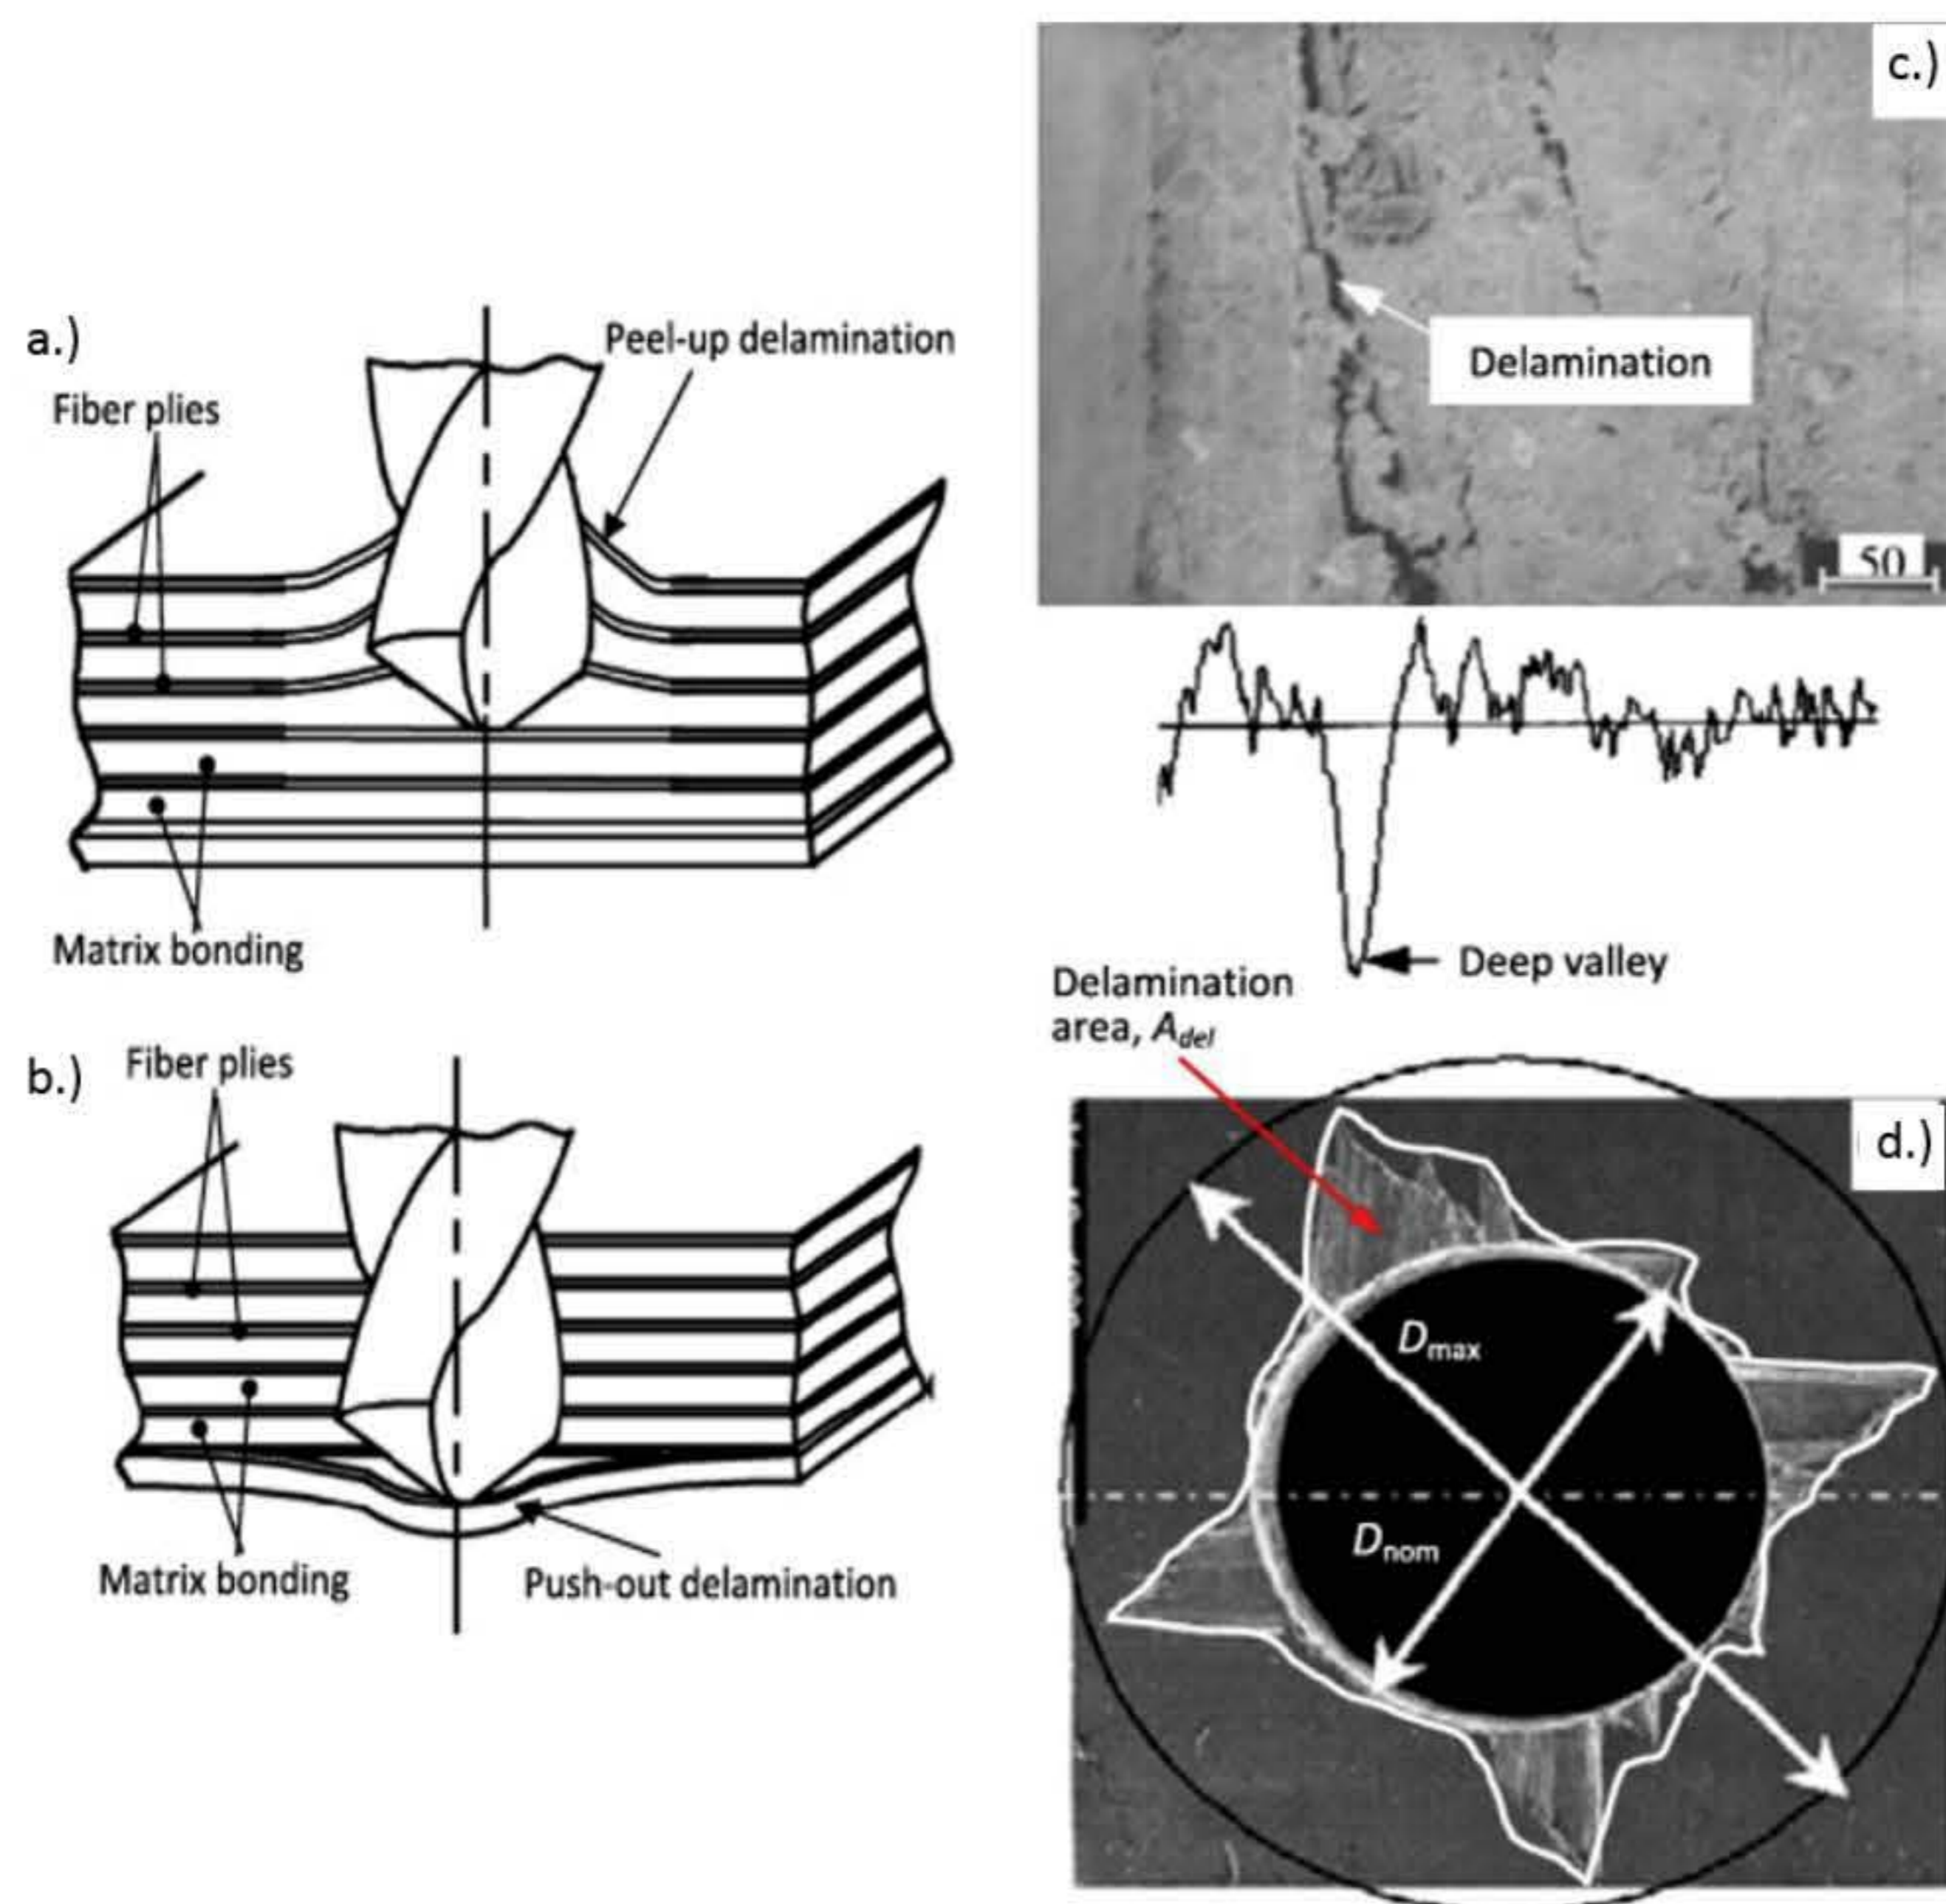 a.)
Peel-up delamination
Fiber plies
Matrix bonding
b.)
Fiber plies
Matrix bonding
Push-out delamination
c.)
Delamination
50
Deep valley
Delamination
area, Adel
d.)
Dmax
Dnom